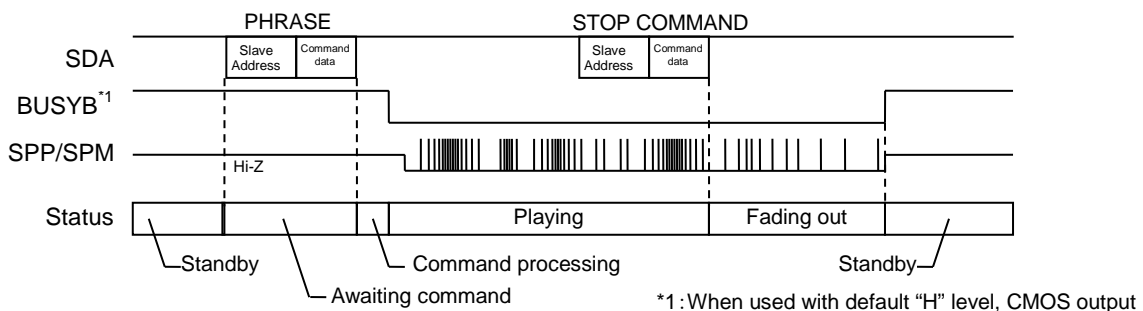 PHRASE STOP COMMAND
SDA Slave Address Command data Slave Address Command data
BUSYB*1
SPP/SPM Hi-Z
Status Playing Fading out
Standby Command processing Standby
Awaiting command
*1:When used with default “H” level, CMOS output